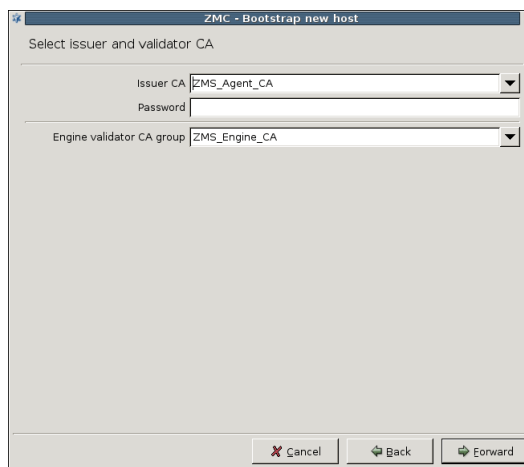 ZMC - Bootstrap new host
Select issuer and validator CA
Issuer CA ZMS_Agent_CA
Password
Engine validator CA group ZMS_Engine_CA
Cancel Back Forward